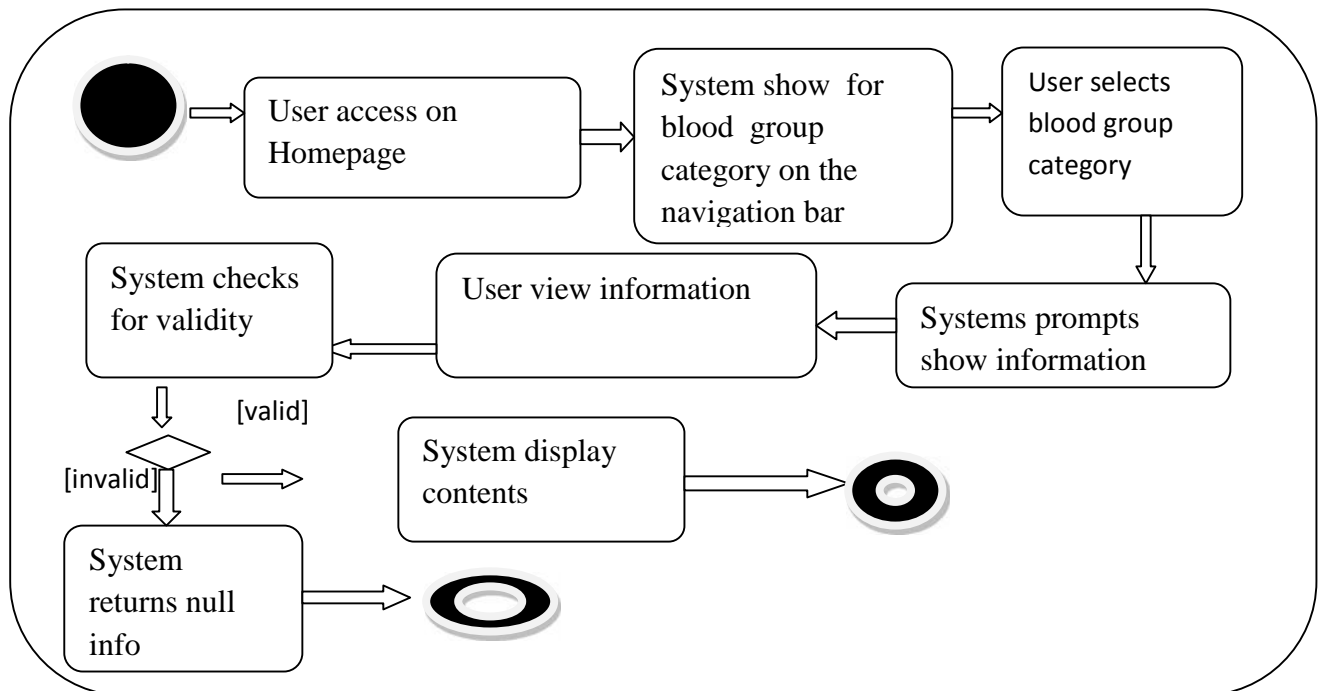 User access on
Homepage
System show for
blood group
category on the
navigation bar
User selects
blood group
category
System checks
for validity
User view information
Systems prompts
show information
[valid]
[invalid]
System display
contents
System
returns null
info